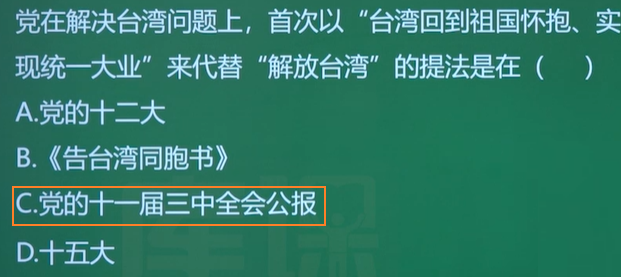 党在解决台湾问题上，首次以“台湾回到祖国怀抱、实
现统一大业”来代替“解放台湾”的提法是在（ ）
A.党的十二大
B.《告台湾同胞书》
C.党的十一届三中全会公报
D.十五大